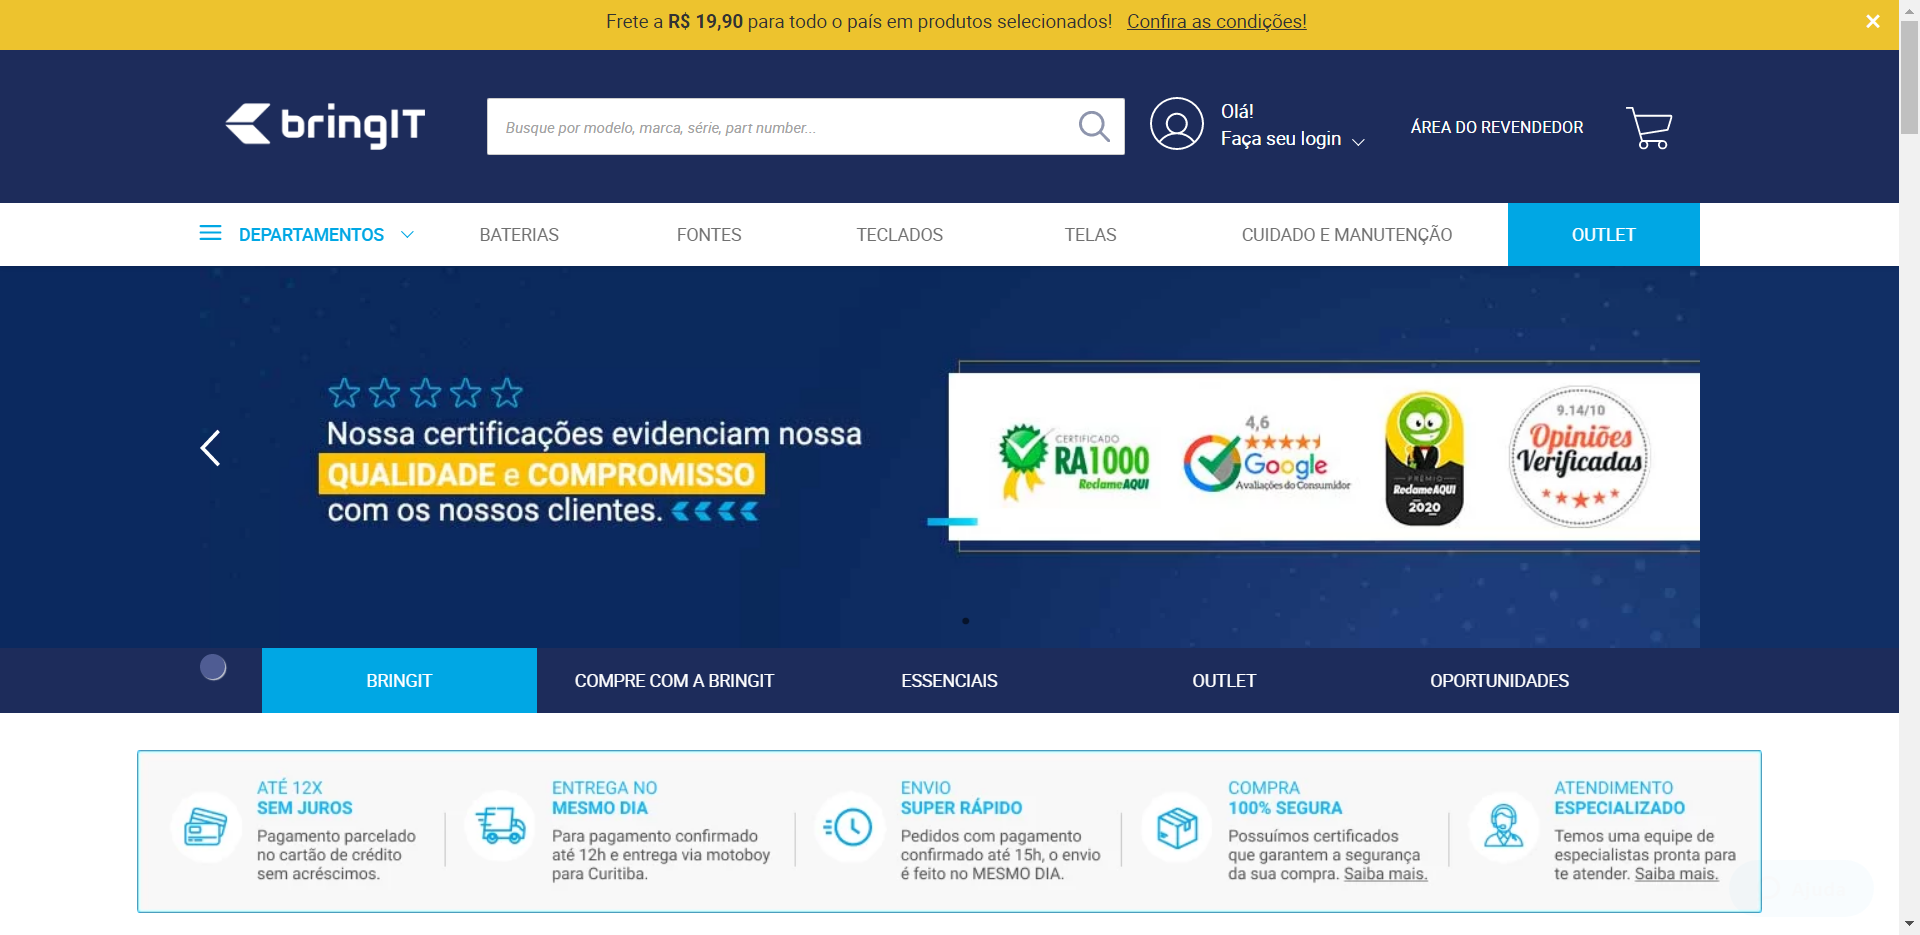 Frete a R$ 19,90 para todo o país em produtos selecionados! Confira as condições!
bringIT
Busque por modelo, marca, série, part number...
Olá!
Faça seu login
ÁREA DO REVENDEDOR
DEPARTAMENTOS
BATERIAS
FONTES
TECLADOS
TELAS
CUIDADO E MANUTENÇÃO
OUTLET
Nossa certificações evidenciam nossa
QUALIDADE e COMPROMISSO
com os nossos clientes.
CERTIFICADO
RA1000
ReclameAQUI
4,6
Google
Avaliações do Consumidor
PRÊMIO
ReclameAQUI
2020
9.14/10
Opiniões
Verificadas
BRINGIT
COMPRE COM A BRINGIT
ESSENCIAIS
OUTLET
OPORTUNIDADES
ATÉ 12X
SEM JUROS
Pagamento parcelado
no cartão de crédito
sem acréscimos.
ENTREGA NO
MESMO DIA
Para pagamento confirmado
até 12h e entrega via motoboy
para Curitiba.
ENVIO
SUPER RÁPIDO
Pedidos com pagamento
confirmado até 15h, o envio
é feito no MESMO DIA.
COMPRA
100% SEGURA
Possuímos certificados
que garantem a segurança
da sua compra. Saiba mais.
ATENDIMENTO
ESPECIALIZADO
Temos uma equipe de
especialistas pronta para
te atender. Saiba mais.